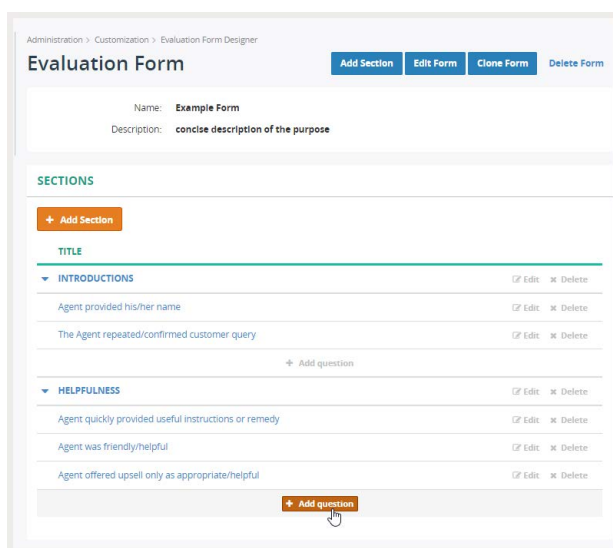 Administration > Customization > Evaluation Form Designer
Evaluation Form
Add Section
Edit Form
Clone Form
Delete Form
Name: Example Form
Description: concise description of the purpose
SECTIONS
+ Add Section
TITLE
INTRODUCTIONS Edit Delete
Agent provided his/her name Edit Delete
The Agent repeated/confirmed customer query Edit Delete
+ Add question
HELPFULNESS Edit Delete
Agent quickly provided useful instructions or remedy Edit Delete
Agent was friendly/helpful Edit Delete
Agent offered upsell only as appropriate/helpful Edit Delete
+ Add question